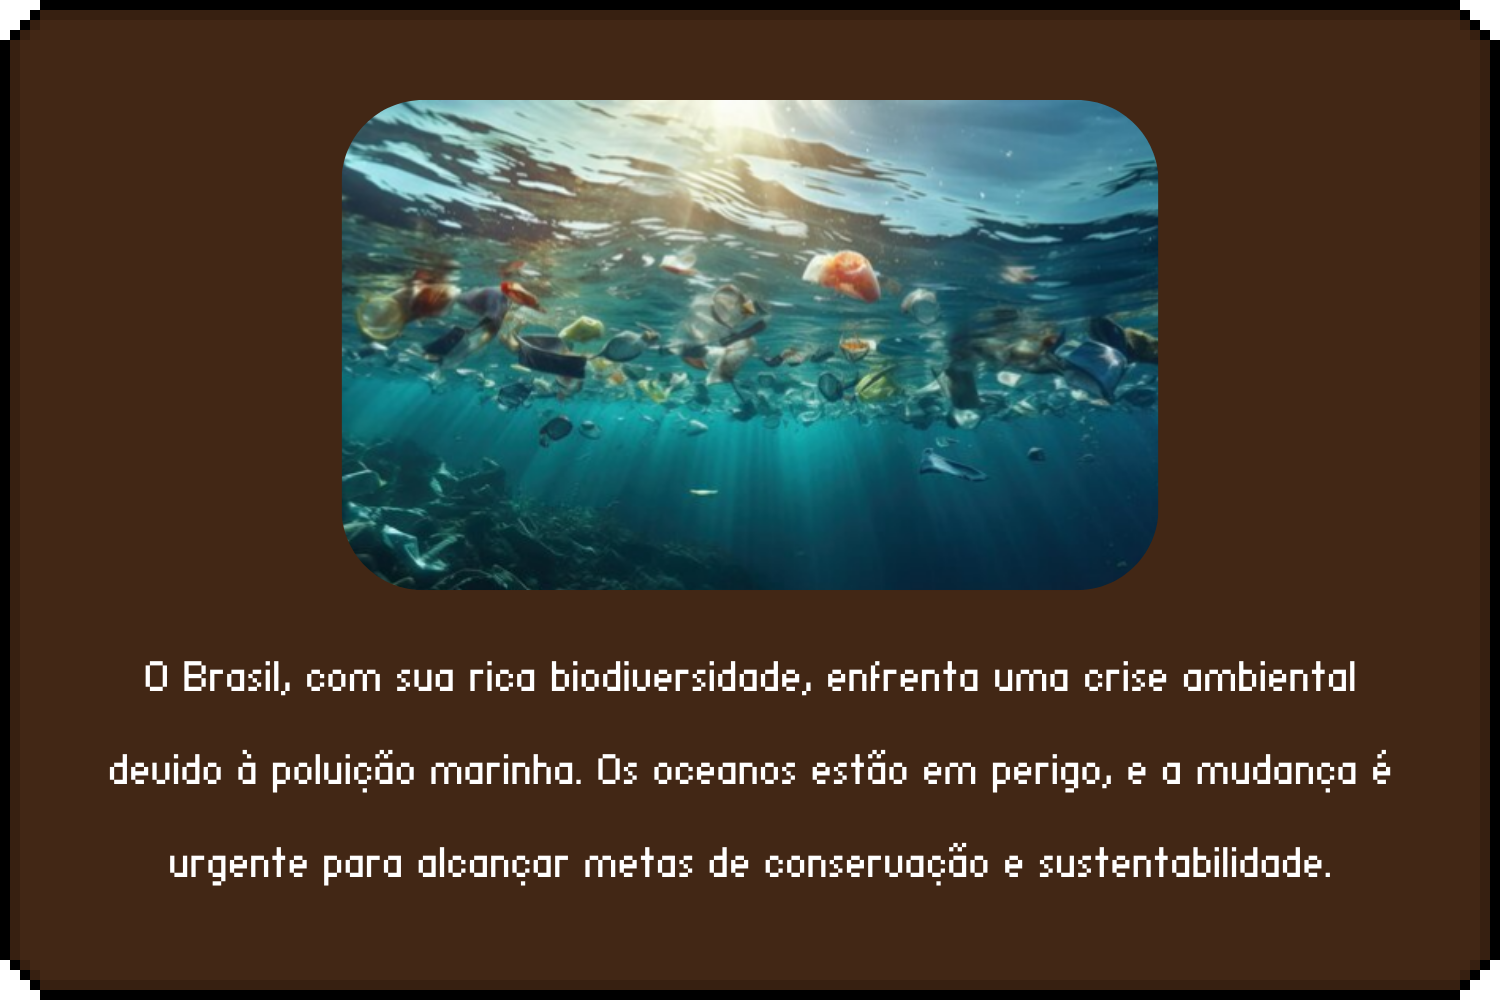 O Brasil, com sua rica biodiversidade, enfrenta uma crise ambiental
devido à poluição marinha. Os oceanos estão em perigo, e a mudança é
urgente para alcançar metas de conservação e sustentabilidade.